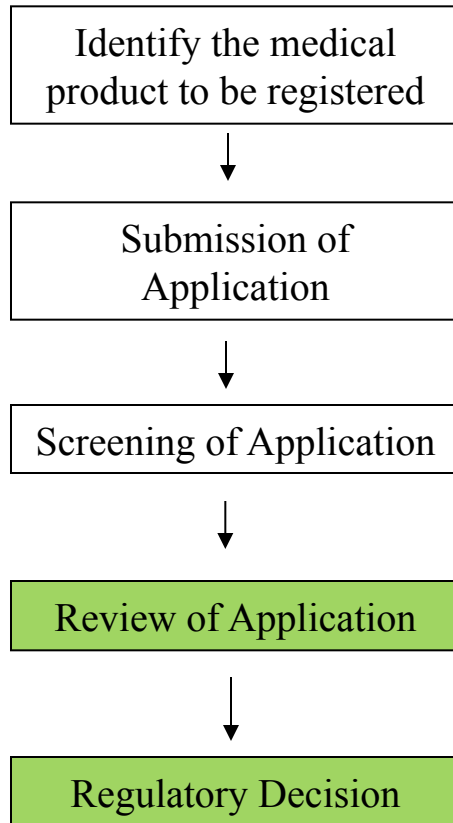 Identify the medical
product to be registered
Submission of
Application
Screening of Application
Review of Application
Regulatory Decision